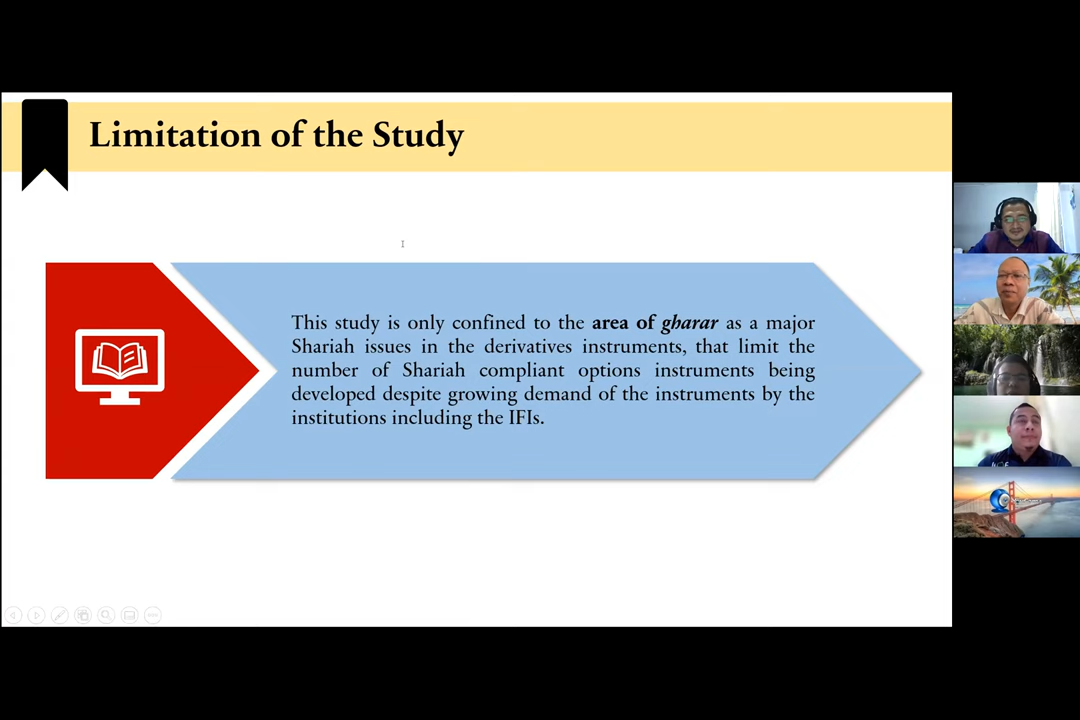 Limitation of the Study
This study is only confined to the area of gharar as a major
Shariah issues in the derivatives instruments, that limit the
number of Shariah compliant options instruments being
developed despite growing demand of the instruments by the
institutions including the IFIs.